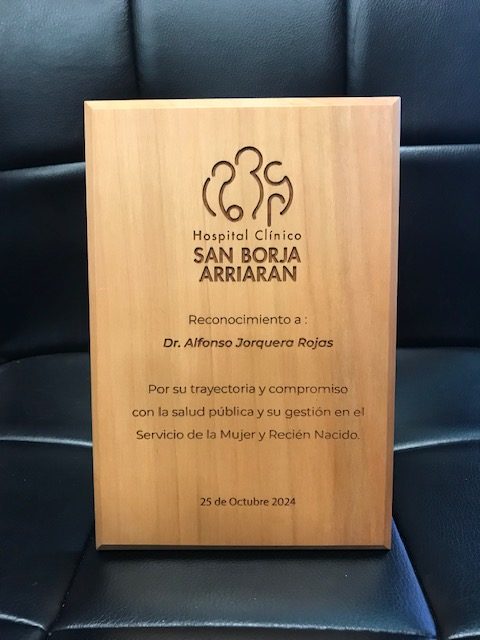 Hospital Clínico
SAN BORJA
ARRIARAN
Reconocimiento a :
Dr. Alfonso Jorquera Rojas
Por su trayectoria y compromiso
con la salud pública y su gestión en el
Servicio de la Mujer y Recién Nacido.
25 de Octubre 2024